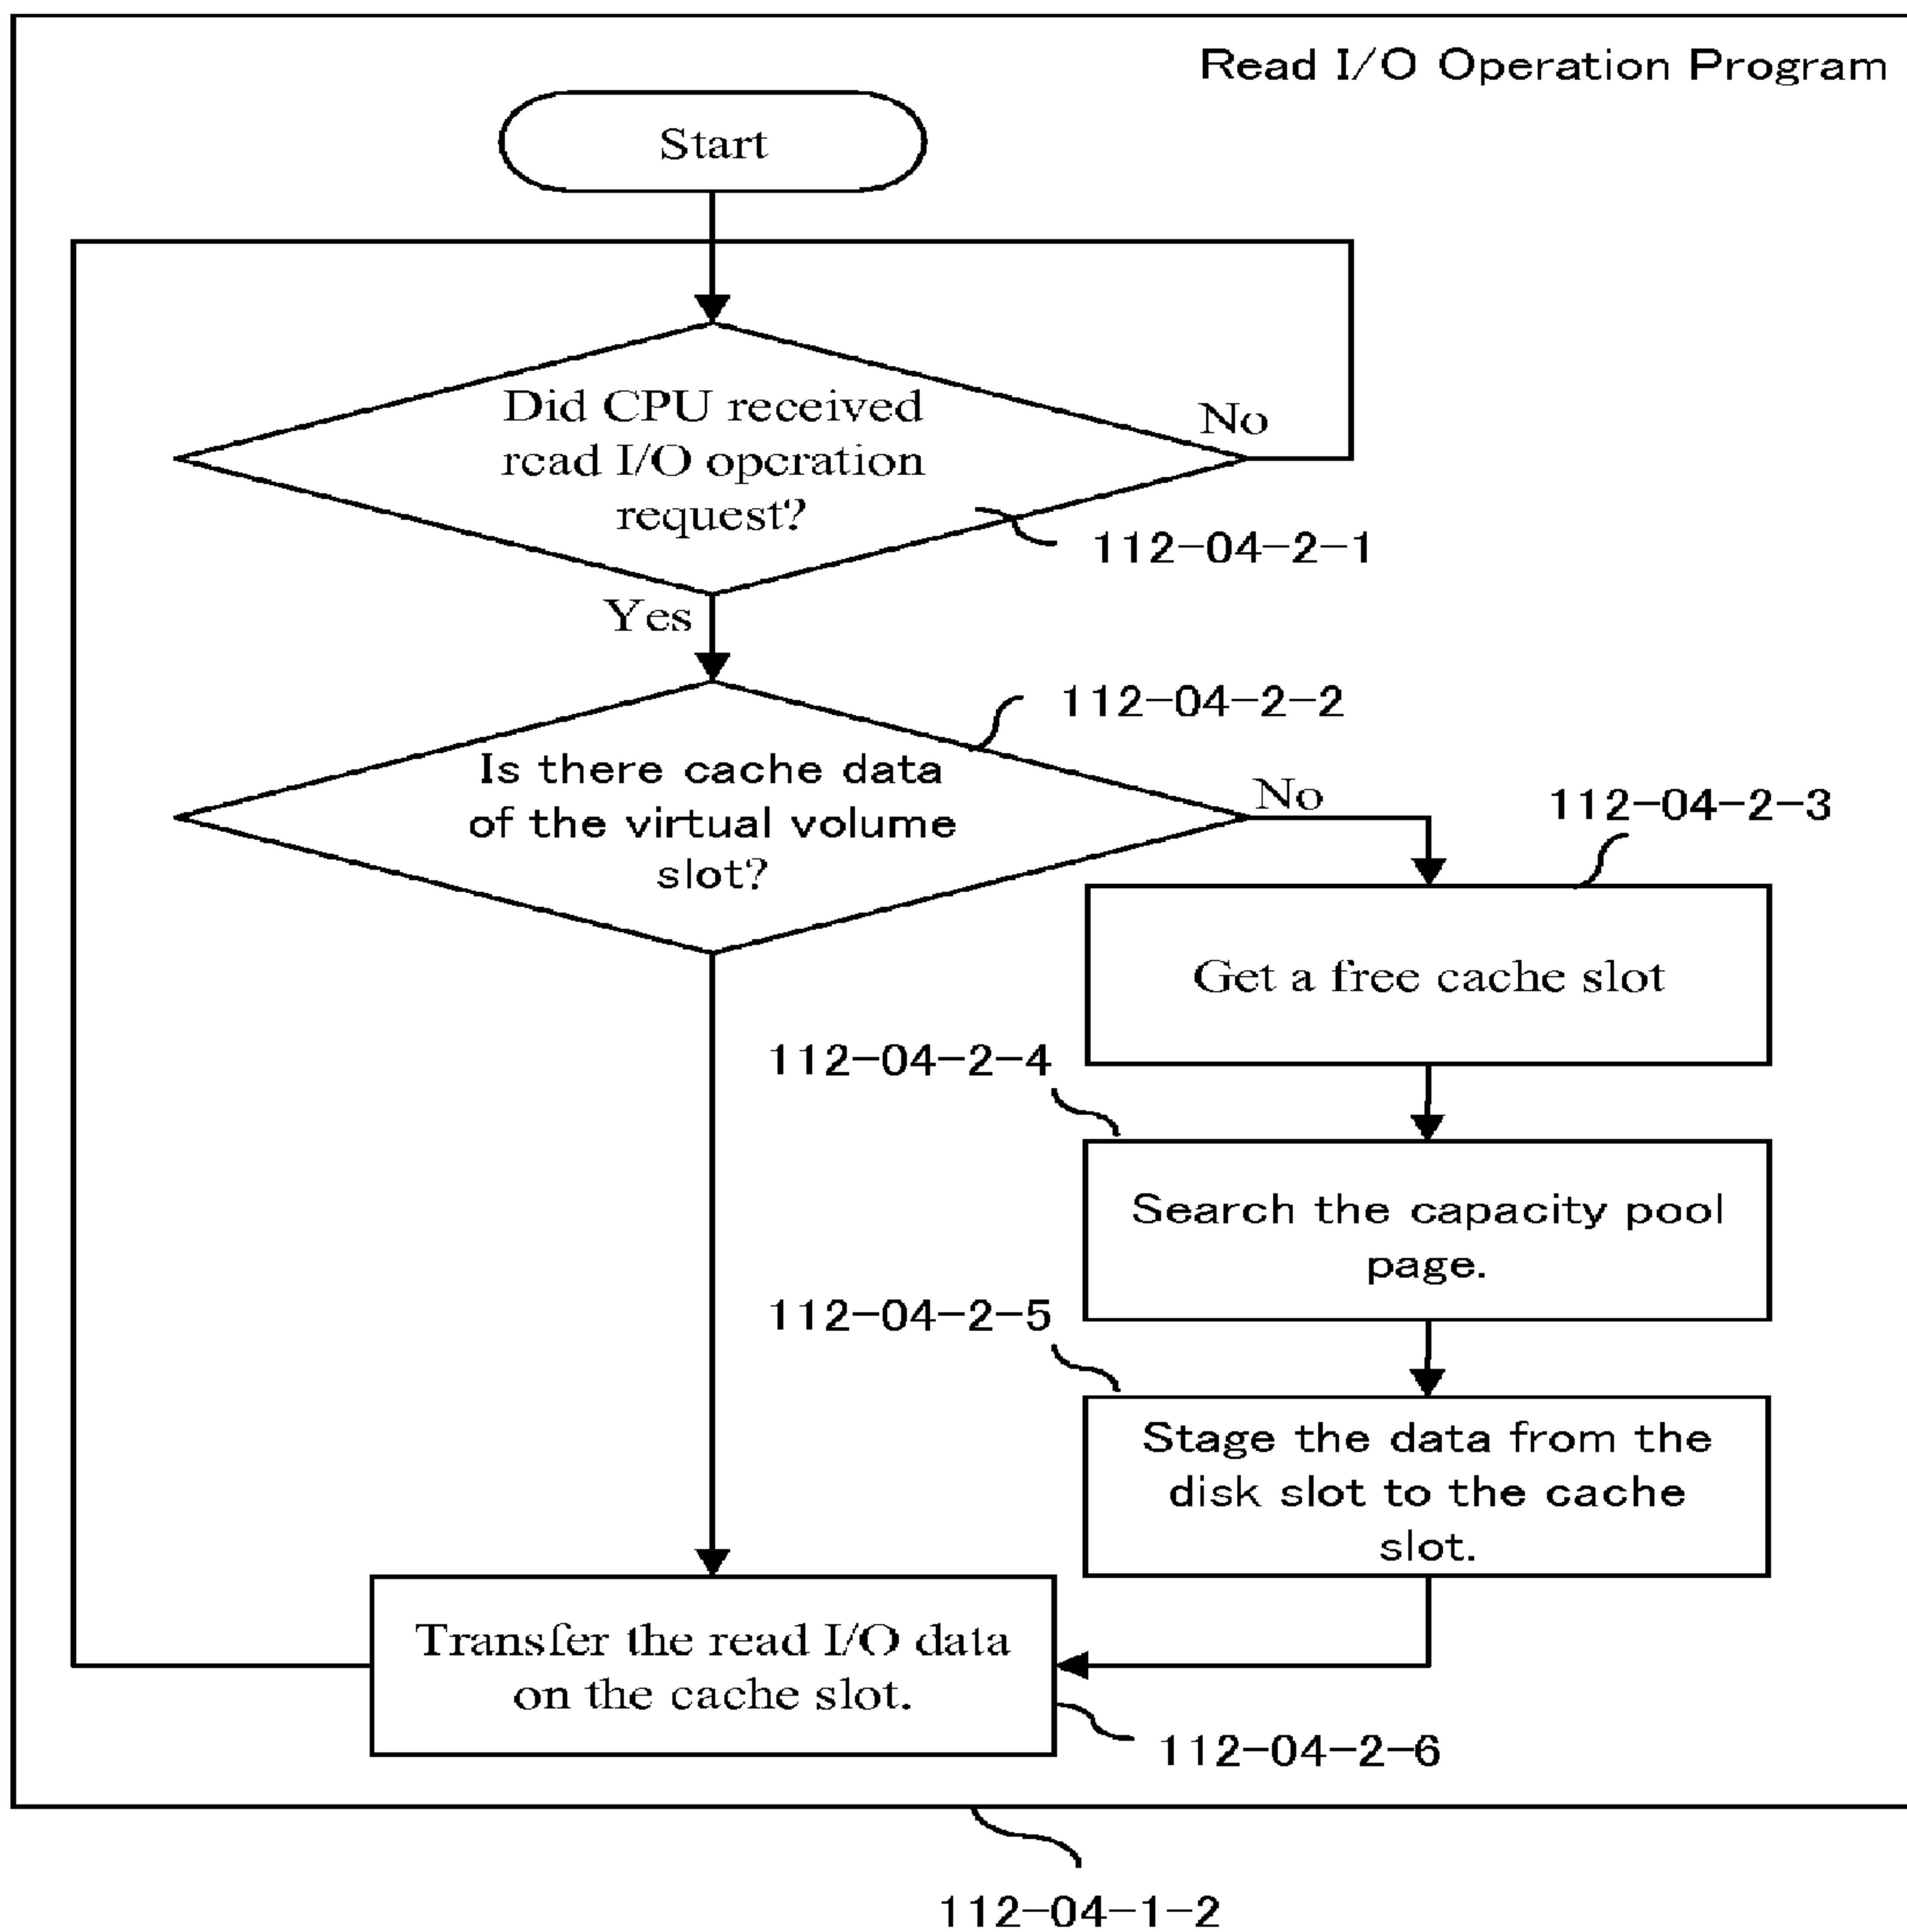 Read I/O Operation Program
Start
Did CPU received
read I/O operation
request?
No
112-04-2-1
Yes
112-04-2-2
Is there cache data
of the virtual volume
slot?
No
112-04-2-3
Get a free cache slot
112-04-2-4
Search the capacity pool
page.
112-04-2-5
Stage the data from the
disk slot to the cache
slot.
Transfer the read I/O data
on the cache slot.
112-04-2-6
112-04-1-2